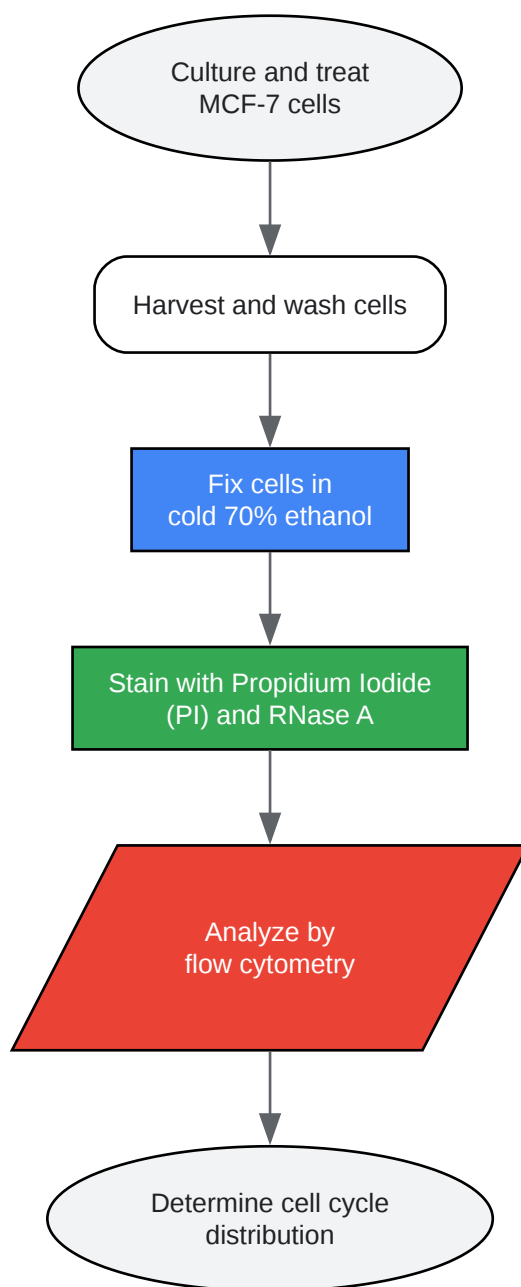 Culture and treat
MCF-7 cells
Harvest and wash cells
Fix cells in
cold 70% ethanol
Stain with Propidium Iodide
(PI) and RNase A
Analyze by
flow cytometry
Determine cell cycle
distribution